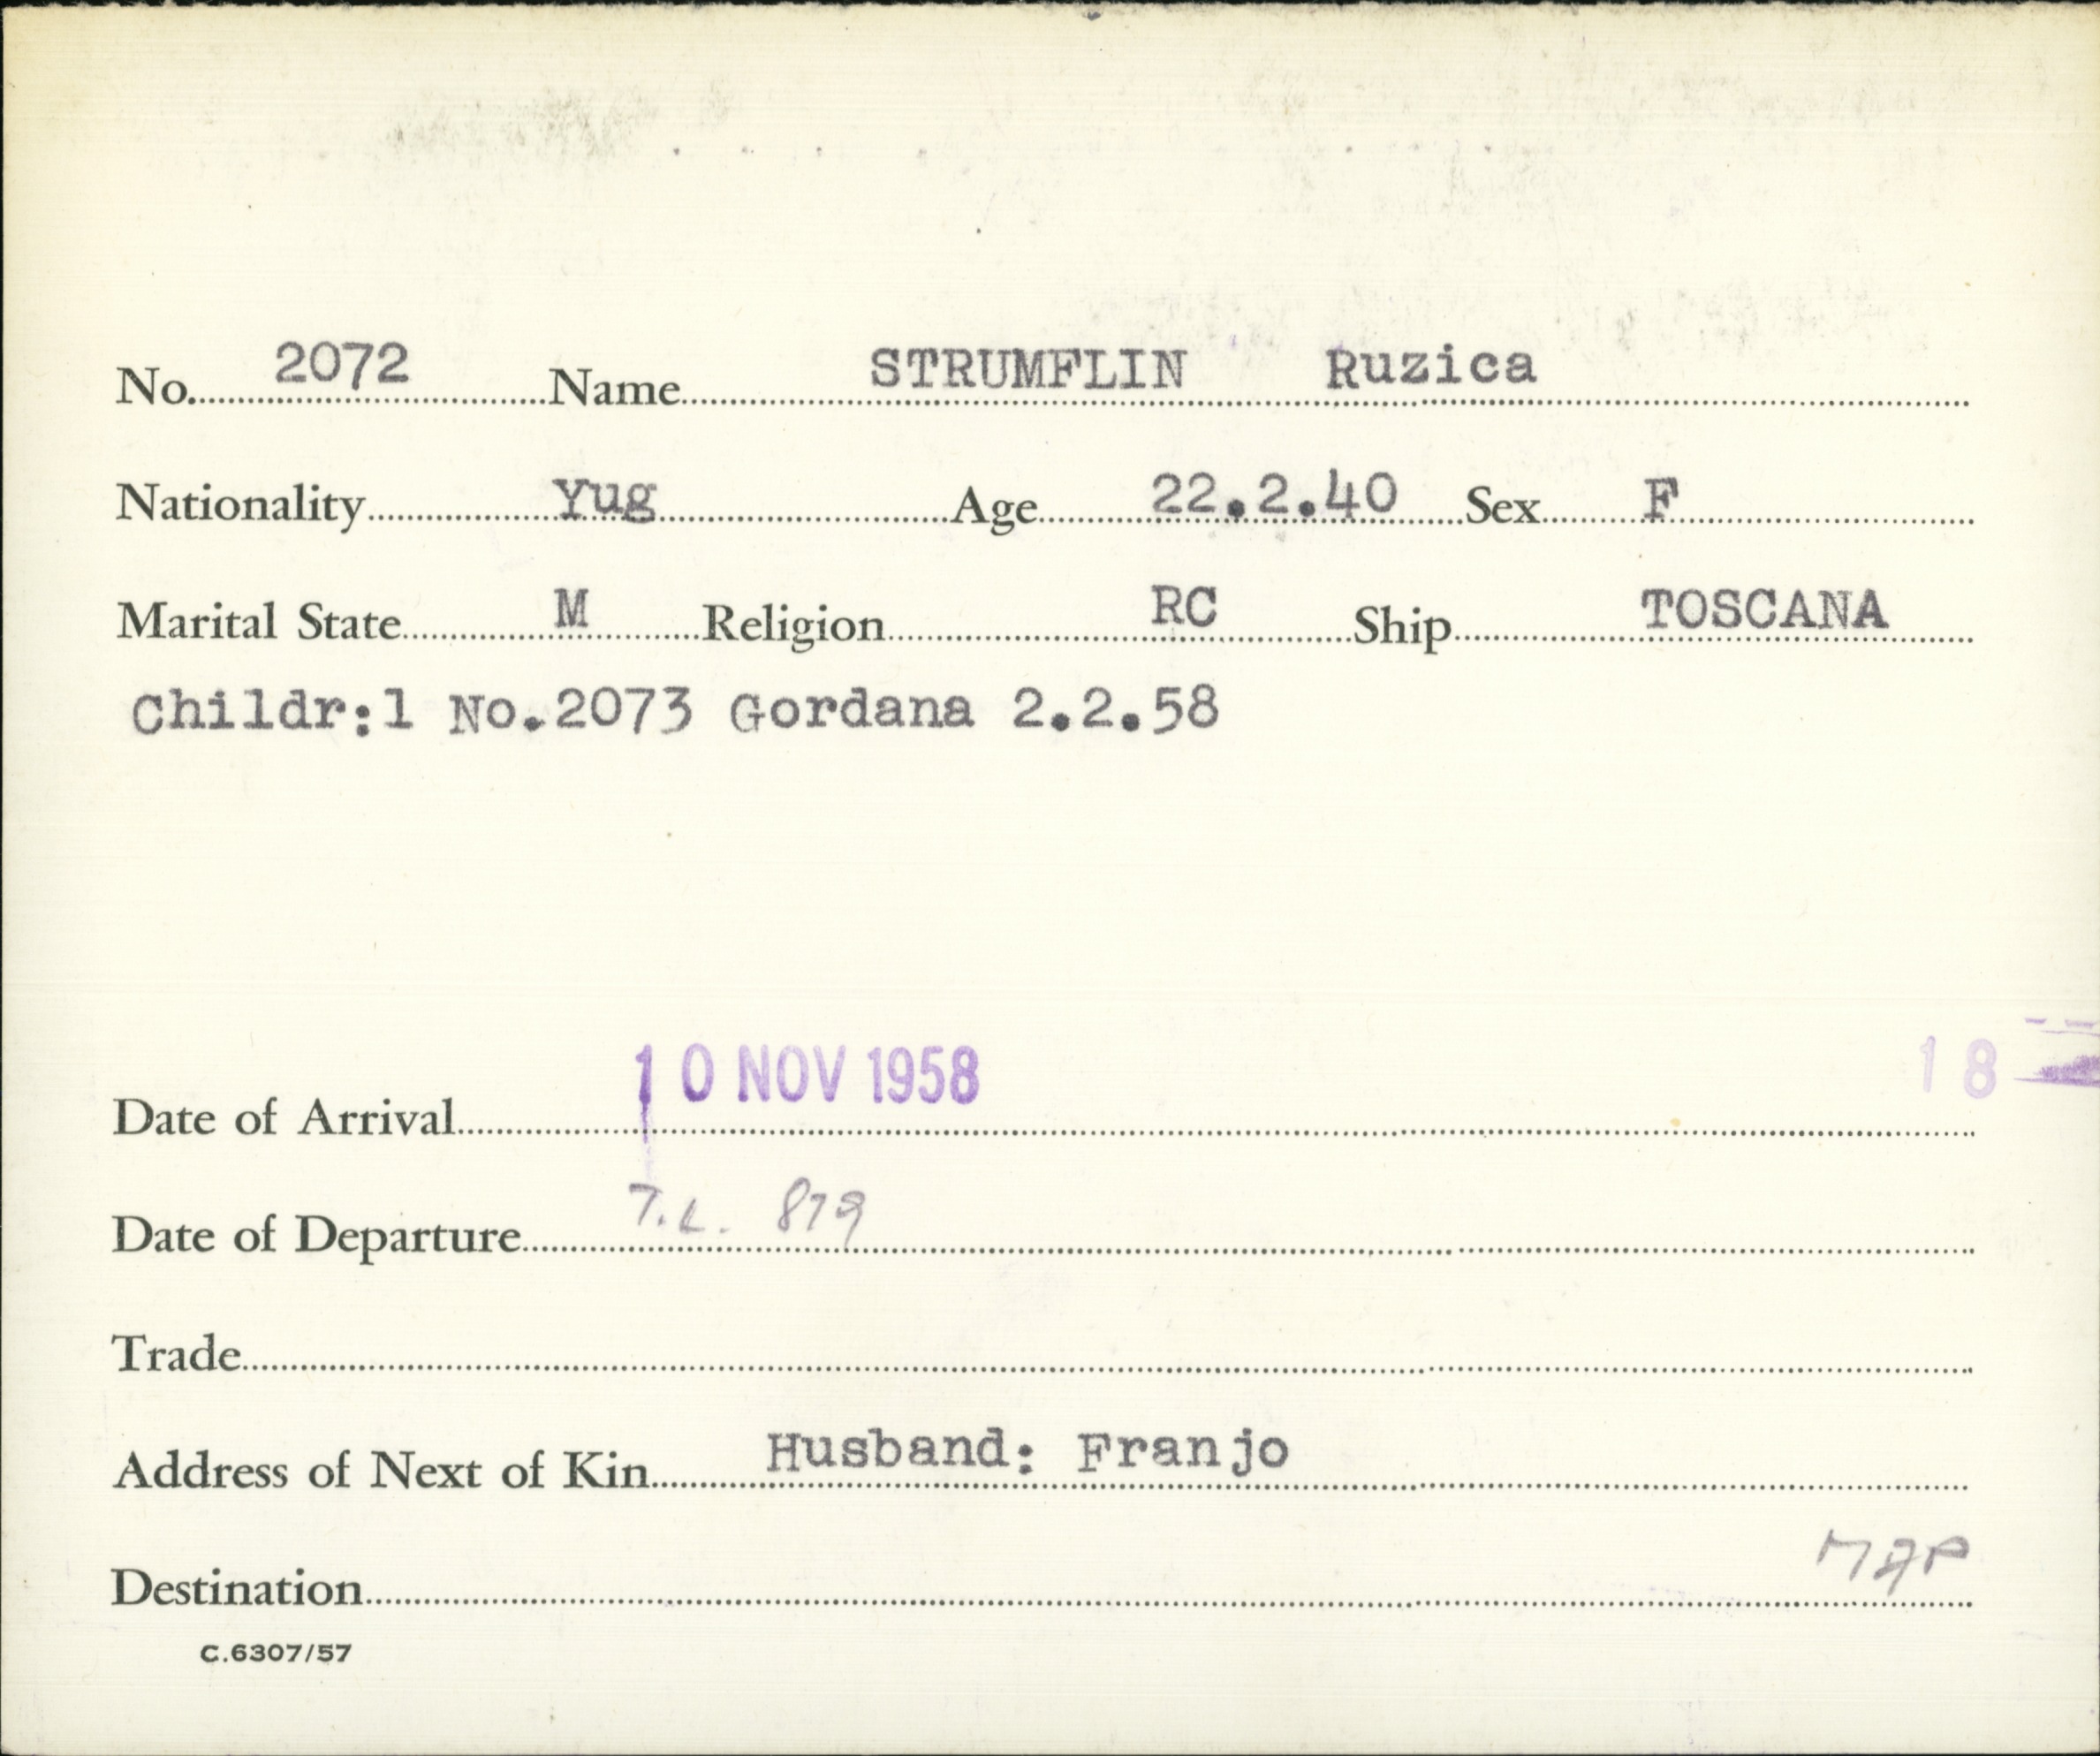 No. 2072 Name STRUMFLIN Ruzica
Nationality Yug Age 22.2.40 Sex F
Marital State M Religion RC Ship TOSCANA
Childr:1 No.2073 Gordana 2.2.58
Date of Arrival 10 NOV 1958 18
Date of Departure T.L. 879
Trade
Address of Next of Kin Husband: Franjo
Destination
C.6307/57